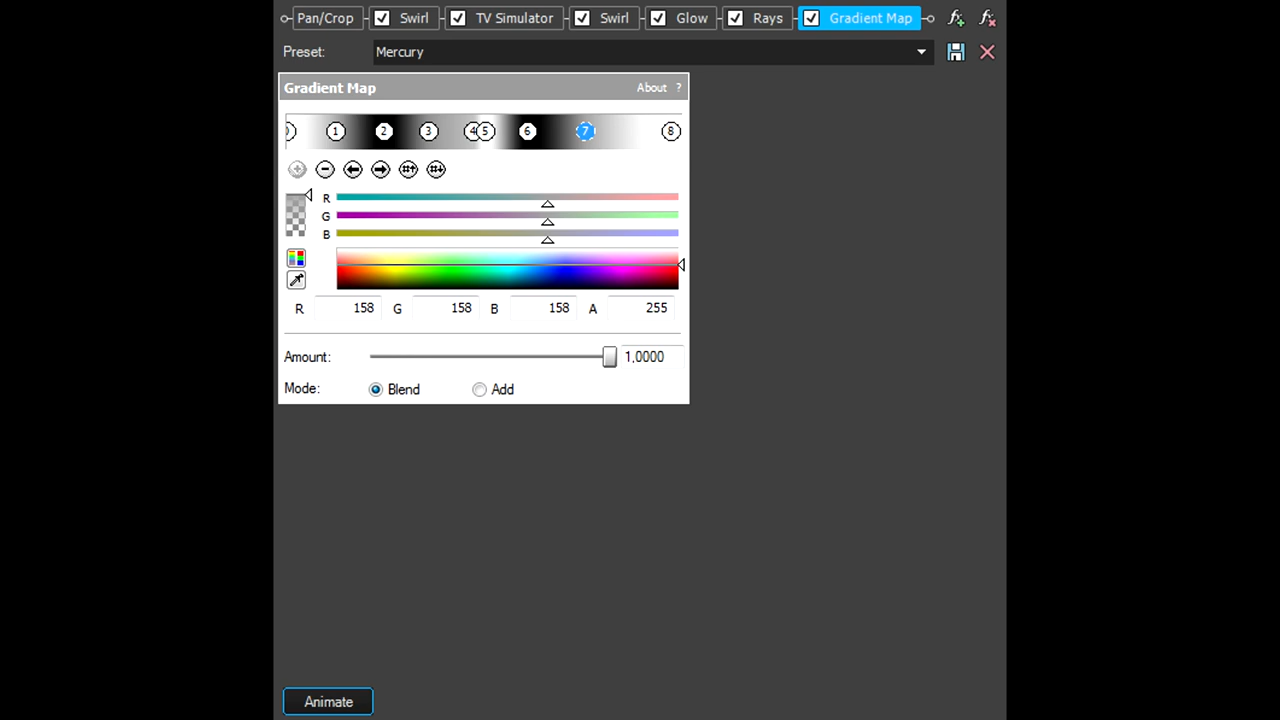 Pan/Crop Swirl TV Simulator Swirl Glow Rays Gradient Map
Preset: Mercury
Gradient Map About ?
0 1 2 3 4 5 6 7 8
R
G
B
R 158 G 158 B 158 A 255
Amount: 1,0000
Mode: Blend Add
Animate